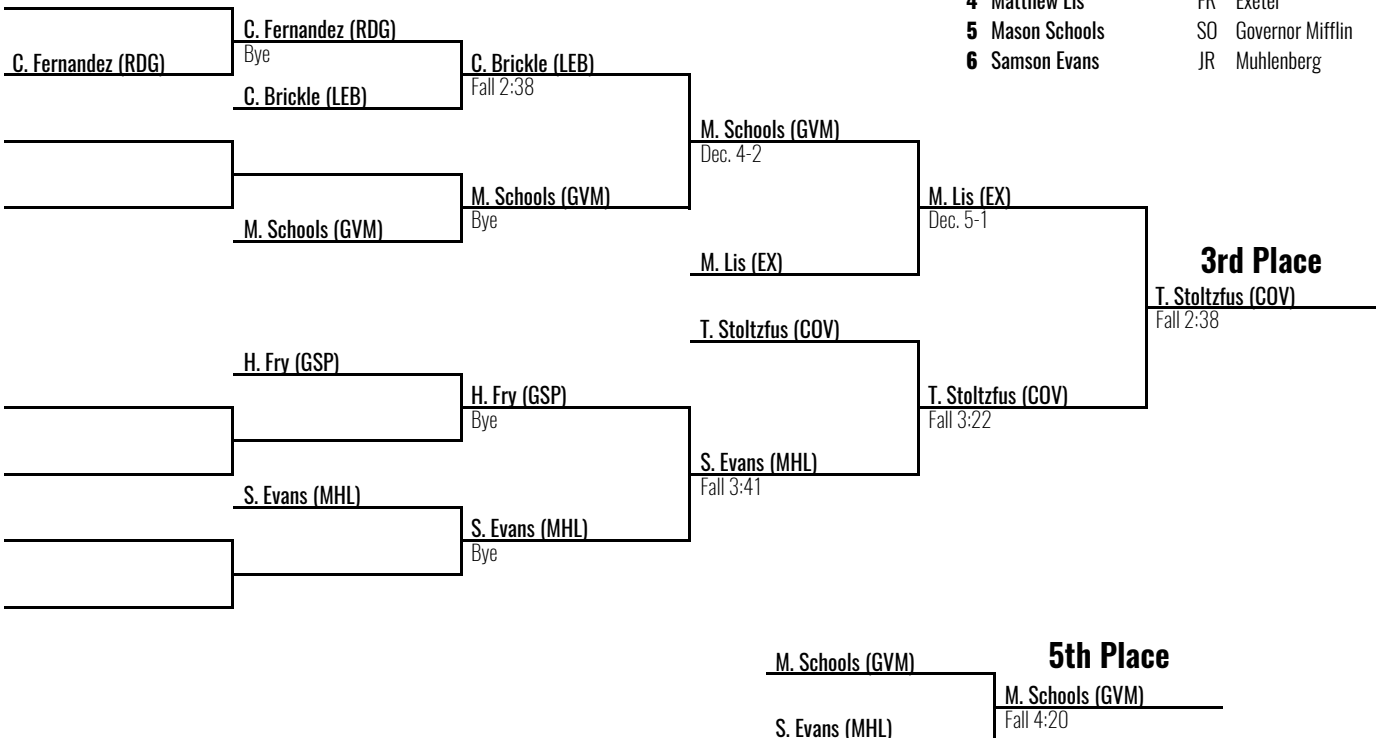 4 Matthew Lis FR Exeter
5 Mason Schools SO Governor Mifflin
6 Samson Evans JR Muhlenberg
C. Fernandez (RDG)
C. Fernandez (RDG)
Bye
C. Brickle (LEB)
C. Brickle (LEB)
Fall 2:38
M. Schools (GVM)
M. Schools (GVM)
Bye
M. Schools (GVM)
Dec. 4-2
M. Lis (EX)
M. Lis (EX)
Dec. 5-1
3rd Place
T. Stoltzfus (COV)
Fall 2:38
T. Stoltzfus (COV)
T. Stoltzfus (COV)
Fall 3:22
H. Fry (GSP)
H. Fry (GSP)
Bye
S. Evans (MHL)
Fall 3:41
S. Evans (MHL)
S. Evans (MHL)
Bye
5th Place
M. Schools (GVM)
M. Schools (GVM)
Fall 4:20
S. Evans (MHL)